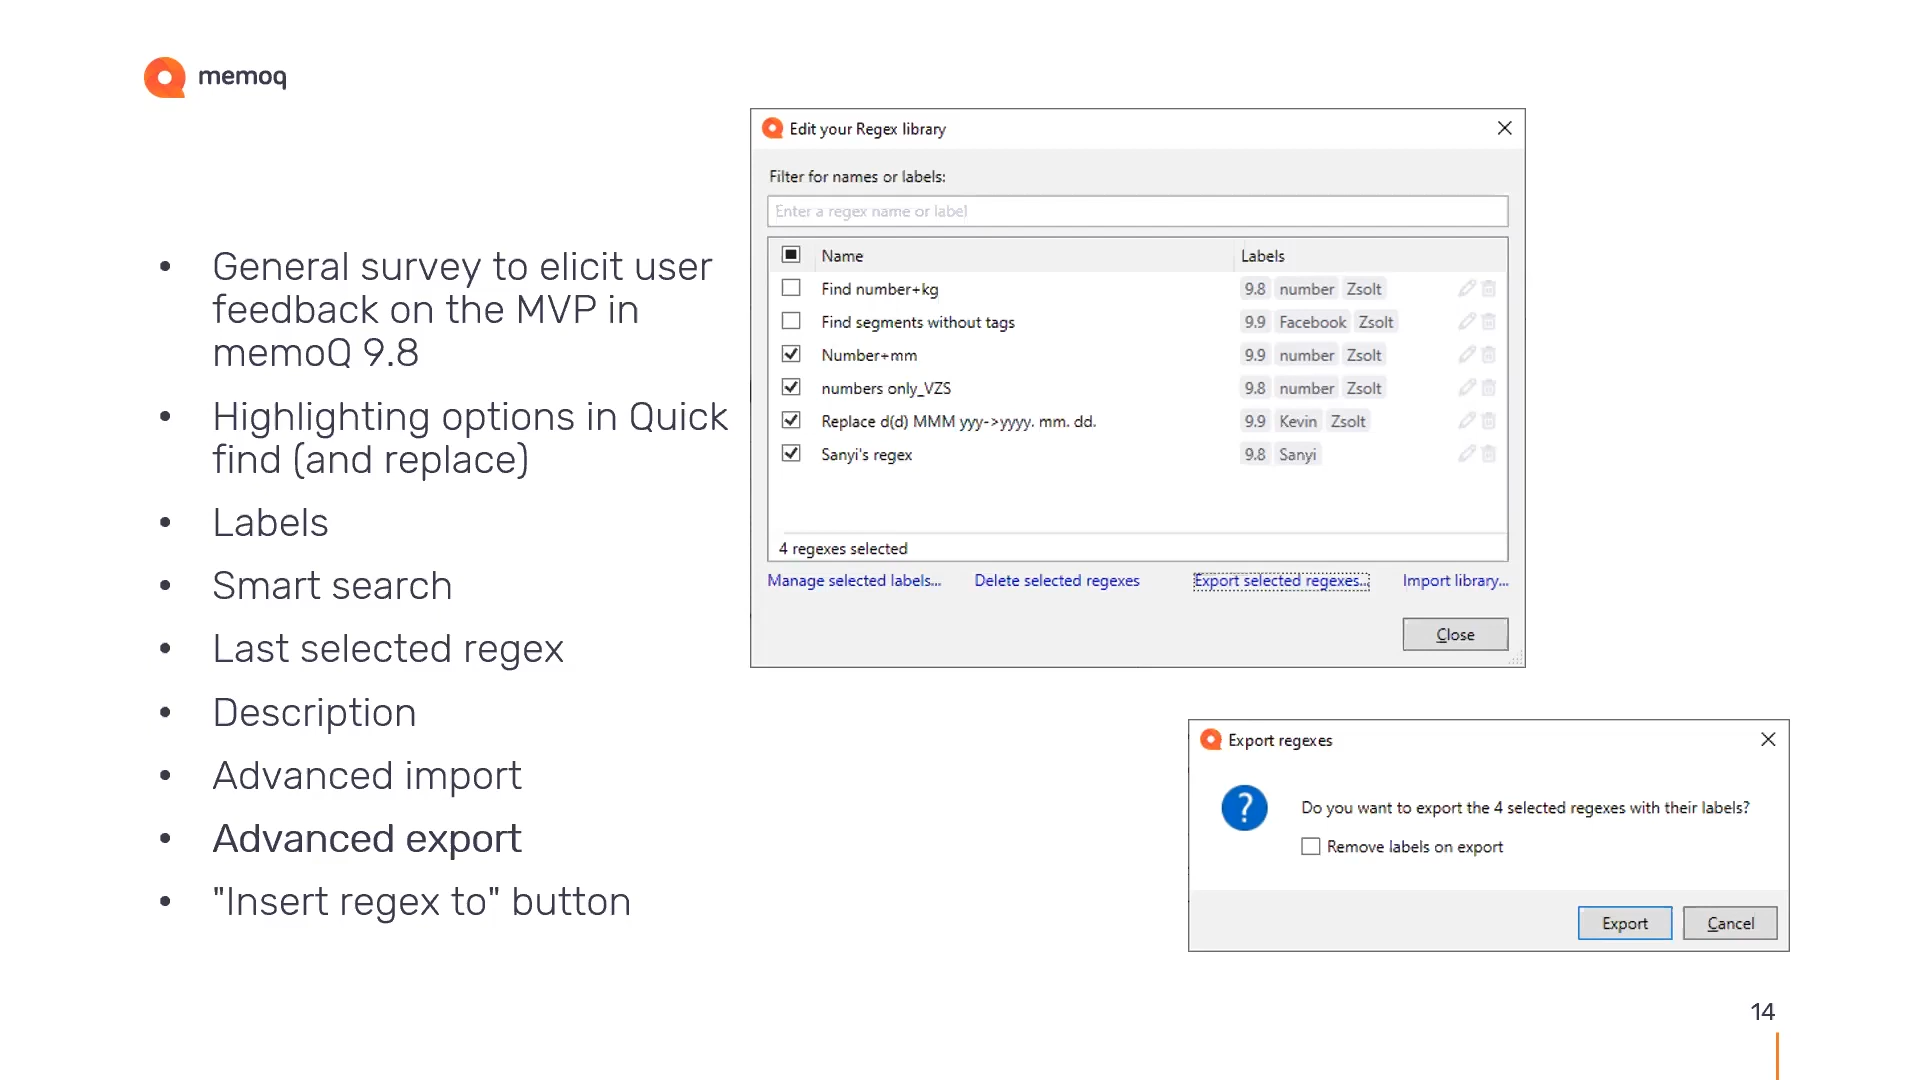 memoq
• General survey to elicit user
feedback on the MVP in
memoQ 9.8
• Highlighting options in Quick
find (and replace)
• Labels
• Smart search
• Last selected regex
• Description
• Advanced import
• Advanced export
• "Insert regex to" button
Edit your Regex library
Filter for names or labels:
Enter a regex name or label
Name Labels
Find number+kg 9.8 number Zsolt
Find segments without tags 9.9 Facebook Zsolt
Number+mm 9.9 number Zsolt
numbers only_VZS 9.8 number Zsolt
Replace d(d) MMM yyy->yyyy. mm. dd. 9.9 Kevin Zsolt
Sanyi's regex 9.8 Sanyi
4 regexes selected
Manage selected labels... Delete selected regexes Export selected regexes... Import library...
Close
Export regexes
Do you want to export the 4 selected regexes with their labels?
Remove labels on export
Export Cancel
14